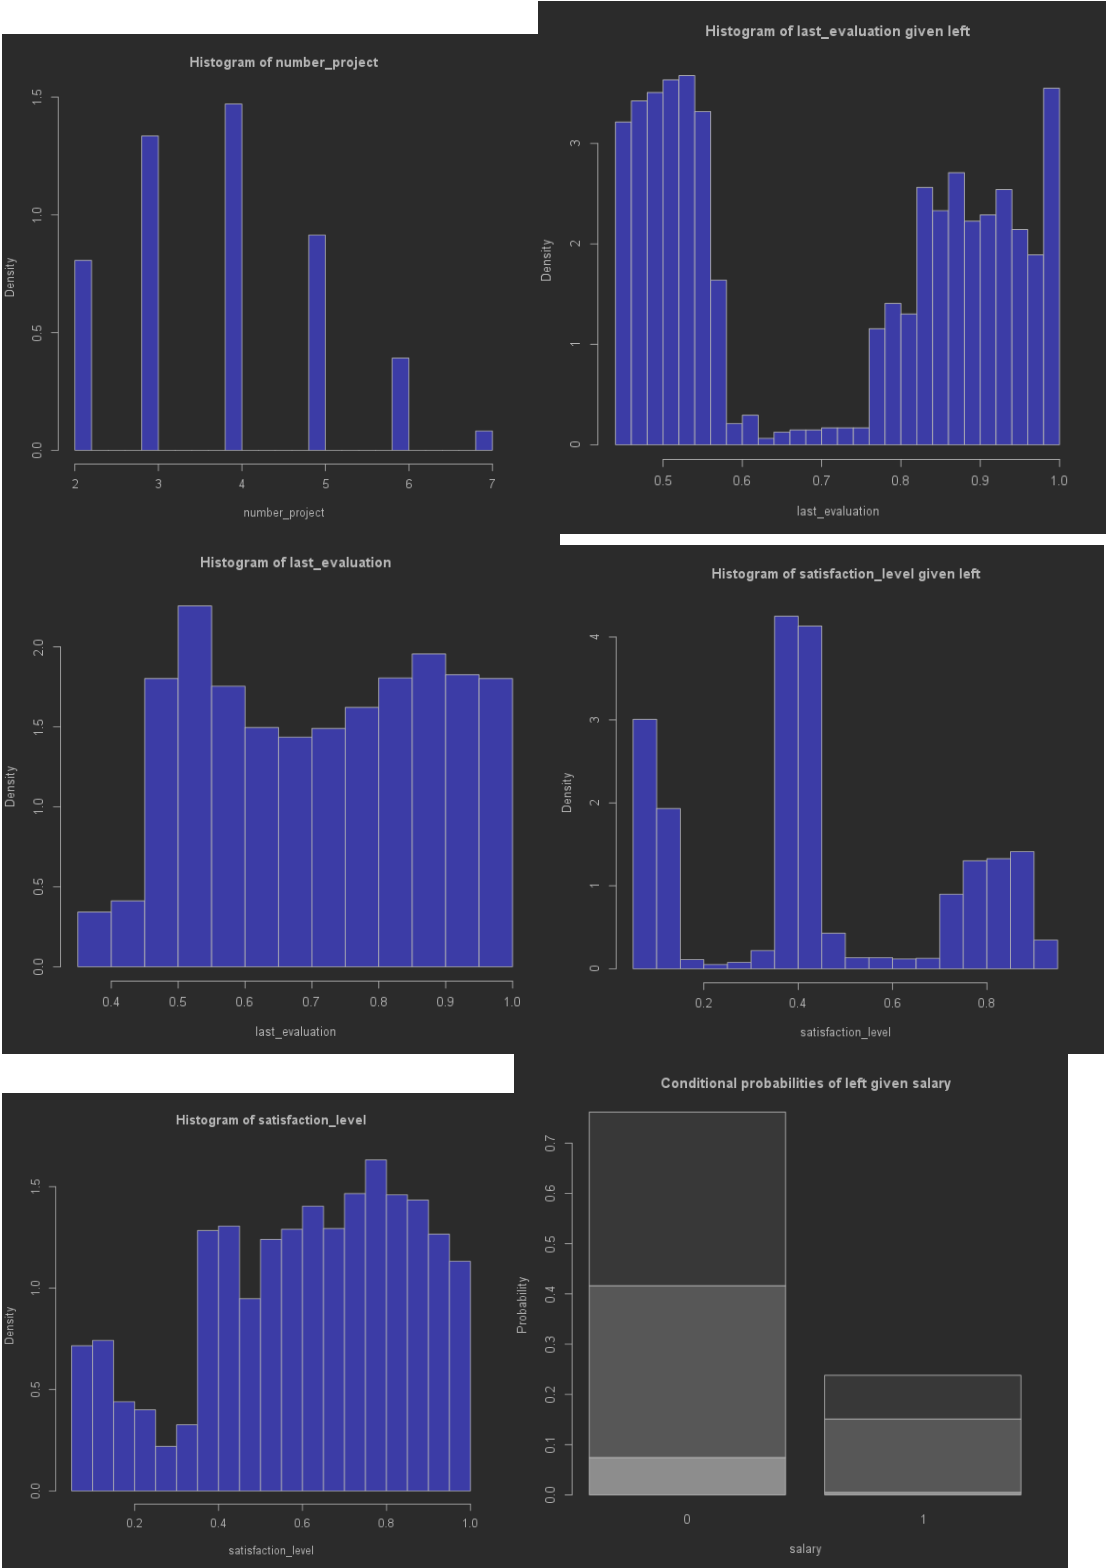 Histogram of number_project
1.5
1.0
Density
0.5
0.0
2 3 4 5 6 7
number_project
Histogram of last_evaluation given left
3
2
Density
1
0
0.5 0.6 0.7 0.8 0.9 1.0
last_evaluation
Histogram of last_evaluation
2.0
1.5
1.0
Density
0.5
0.0
0.4 0.5 0.6 0.7 0.8 0.9 1.0
last_evaluation
Histogram of satisfaction_level given left
4
3
2
Density
1
0
0.2 0.4 0.6 0.8
satisfaction_level
Histogram of satisfaction_level
1.5
1.0
Density
0.5
0.0
0.2 0.4 0.6 0.8 1.0
satisfaction_level
Conditional probabilities of left given salary
0.7
0.6
0.5
0.4
Probability
0.3
0.2
0.1
0.0
0 1
salary